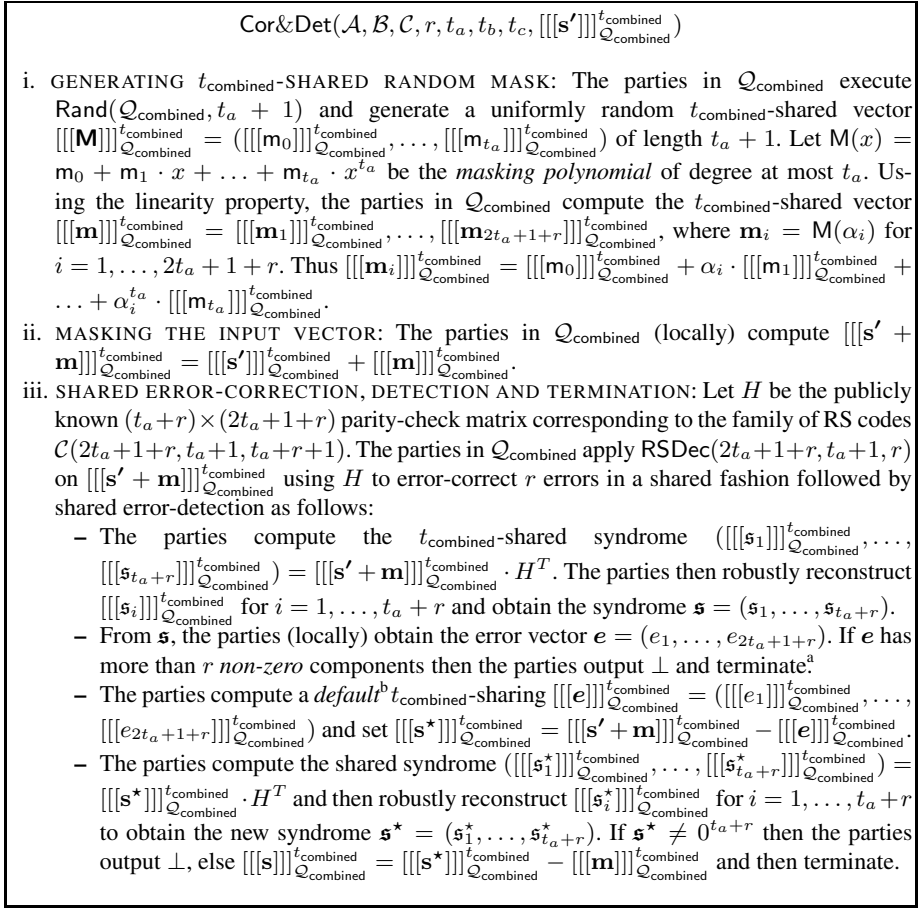 Cor&Det(𝒜, ℬ, 𝒞, r, t_a, t_b, t_c, [[[s′]]]^{t_combined}_{𝒬_combined})
i. GENERATING t_combined-SHARED RANDOM MASK: The parties in 𝒬_combined execute
Rand(𝒬_combined, t_a + 1) and generate a uniformly random t_combined-shared vector
[[[M]]]^{t_combined}_{𝒬_combined} = ([[[m_0]]]^{t_combined}_{𝒬_combined}, . . . , [[[m_{t_a}]]]^{t_combined}_{𝒬_combined}) of length t_a + 1. Let M(x) =
m_0 + m_1 · x + . . . + m_{t_a} · x^{t_a} be the masking polynomial of degree at most t_a. Us-
ing the linearity property, the parties in 𝒬_combined compute the t_combined-shared vector
[[[m]]]^{t_combined}_{𝒬_combined} = [[[m_1]]]^{t_combined}_{𝒬_combined}, . . . , [[[m_{2t_a+1+r}]]]^{t_combined}_{𝒬_combined}, where m_i = M(α_i) for
i = 1, . . . , 2t_a + 1 + r. Thus [[[m_i]]]^{t_combined}_{𝒬_combined} = [[[m_0]]]^{t_combined}_{𝒬_combined} + α_i · [[[m_1]]]^{t_combined}_{𝒬_combined} +
. . . + α_i^{t_a} · [[[m_{t_a}]]]^{t_combined}_{𝒬_combined}.
ii. MASKING THE INPUT VECTOR: The parties in 𝒬_combined (locally) compute [[[s′ +
m]]]^{t_combined}_{𝒬_combined} = [[[s′]]]^{t_combined}_{𝒬_combined} + [[[m]]]^{t_combined}_{𝒬_combined}.
iii. SHARED ERROR-CORRECTION, DETECTION AND TERMINATION: Let H be the publicly
known (t_a+r)×(2t_a+1+r) parity-check matrix corresponding to the family of RS codes
𝒞(2t_a+1+r, t_a+1, t_a+r+1). The parties in 𝒬_combined apply RSDec(2t_a+1+r, t_a+1, r)
on [[[s′ + m]]]^{t_combined}_{𝒬_combined} using H to error-correct r errors in a shared fashion followed by
shared error-detection as follows:
– The parties compute the t_combined-shared syndrome ([[[𝔰_1]]]^{t_combined}_{𝒬_combined}, . . . ,
[[[𝔰_{t_a+r}]]]^{t_combined}_{𝒬_combined}) = [[[s′ + m]]]^{t_combined}_{𝒬_combined} · H^T. The parties then robustly reconstruct
[[[𝔰_i]]]^{t_combined}_{𝒬_combined} for i = 1, . . . , t_a + r and obtain the syndrome 𝖘 = (𝔰_1, . . . , 𝔰_{t_a+r}).
– From 𝖘, the parties (locally) obtain the error vector e = (e_1, . . . , e_{2t_a+1+r}). If e has
more than r non-zero components then the parties output ⊥ and terminate.^a
– The parties compute a default^b t_combined-sharing [[[e]]]^{t_combined}_{𝒬_combined} = ([[[e_1]]]^{t_combined}_{𝒬_combined}, . . . ,
[[[e_{2t_a+1+r}]]]^{t_combined}_{𝒬_combined}) and set [[[s^⋆]]]^{t_combined}_{𝒬_combined} = [[[s′ + m]]]^{t_combined}_{𝒬_combined} − [[[e]]]^{t_combined}_{𝒬_combined}.
– The parties compute the shared syndrome ([[[𝔰^⋆_1]]]^{t_combined}_{𝒬_combined}, . . . , [[[𝔰^⋆_{t_a+r}]]]^{t_combined}_{𝒬_combined}) =
[[[s^⋆]]]^{t_combined}_{𝒬_combined} · H^T and then robustly reconstruct [[[𝔰^⋆_i]]]^{t_combined}_{𝒬_combined} for i = 1, . . . , t_a+r
to obtain the new syndrome 𝖘^⋆ = (𝔰^⋆_1, . . . , 𝔰^⋆_{t_a+r}). If 𝖘^⋆ ≠ 0^{t_a+r} then the parties
output ⊥, else [[[s]]]^{t_combined}_{𝒬_combined} = [[[s^⋆]]]^{t_combined}_{𝒬_combined} − [[[m]]]^{t_combined}_{𝒬_combined} and then terminate.